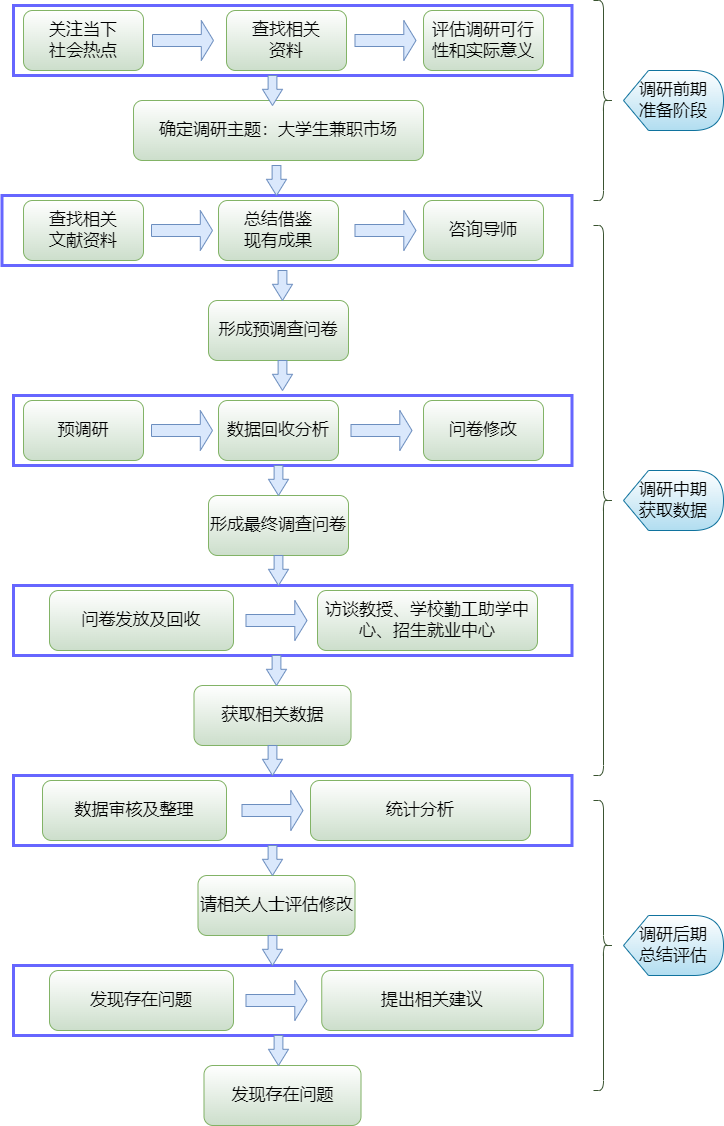 关注当下
社会热点
查找相关
资料
评估调研可行
性和实际意义
调研前期
准备阶段
确定调研主题：大学生兼职市场
查找相关
文献资料
总结借鉴
现有成果
咨询导师
形成预调查问卷
预调研
数据回收分析
问卷修改
调研中期
获取数据
形成最终调查问卷
问卷发放及回收
访谈教授、学校勤工助学中
心、招生就业中心
获取相关数据
数据审核及整理
统计分析
请相关人士评估修改
调研后期
总结评估
发现存在问题
提出相关建议
发现存在问题